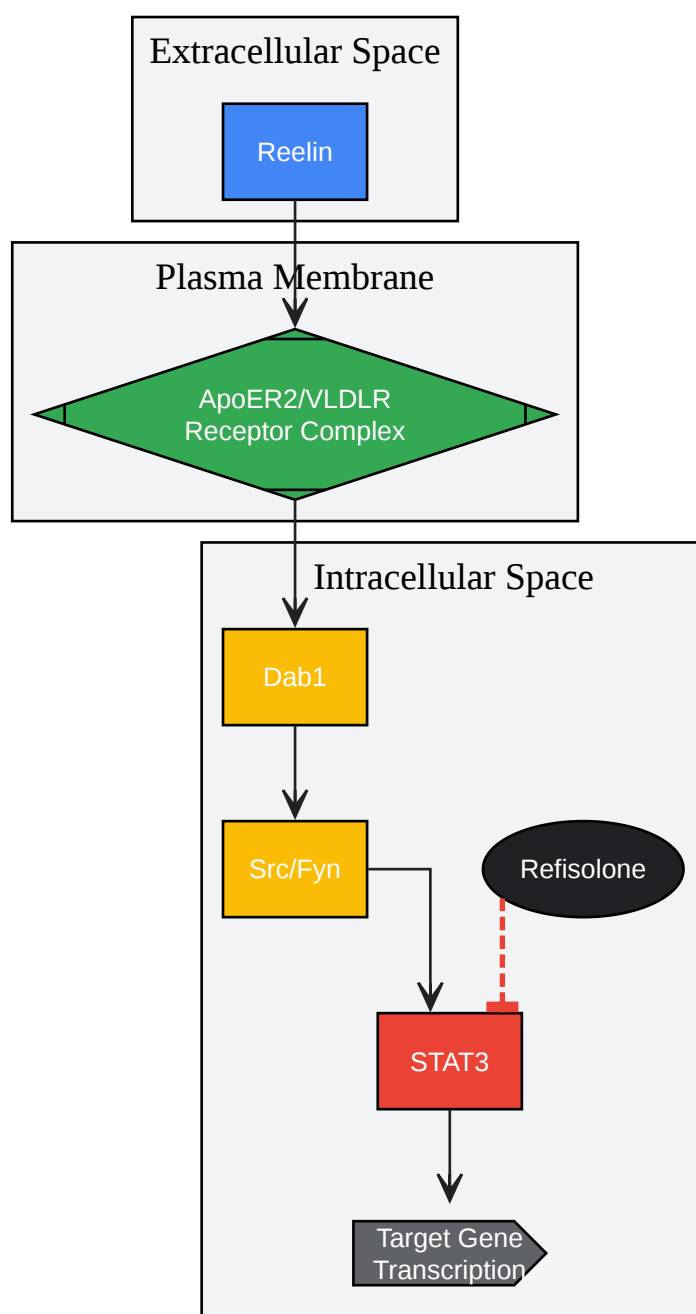 Extracellular Space
Reelin
Plasma Membrane
ApoER2/VLDLR
Receptor Complex
Intracellular Space
Dab1
Src/Fyn
Refisolone
STAT3
Target Gene
Transcription